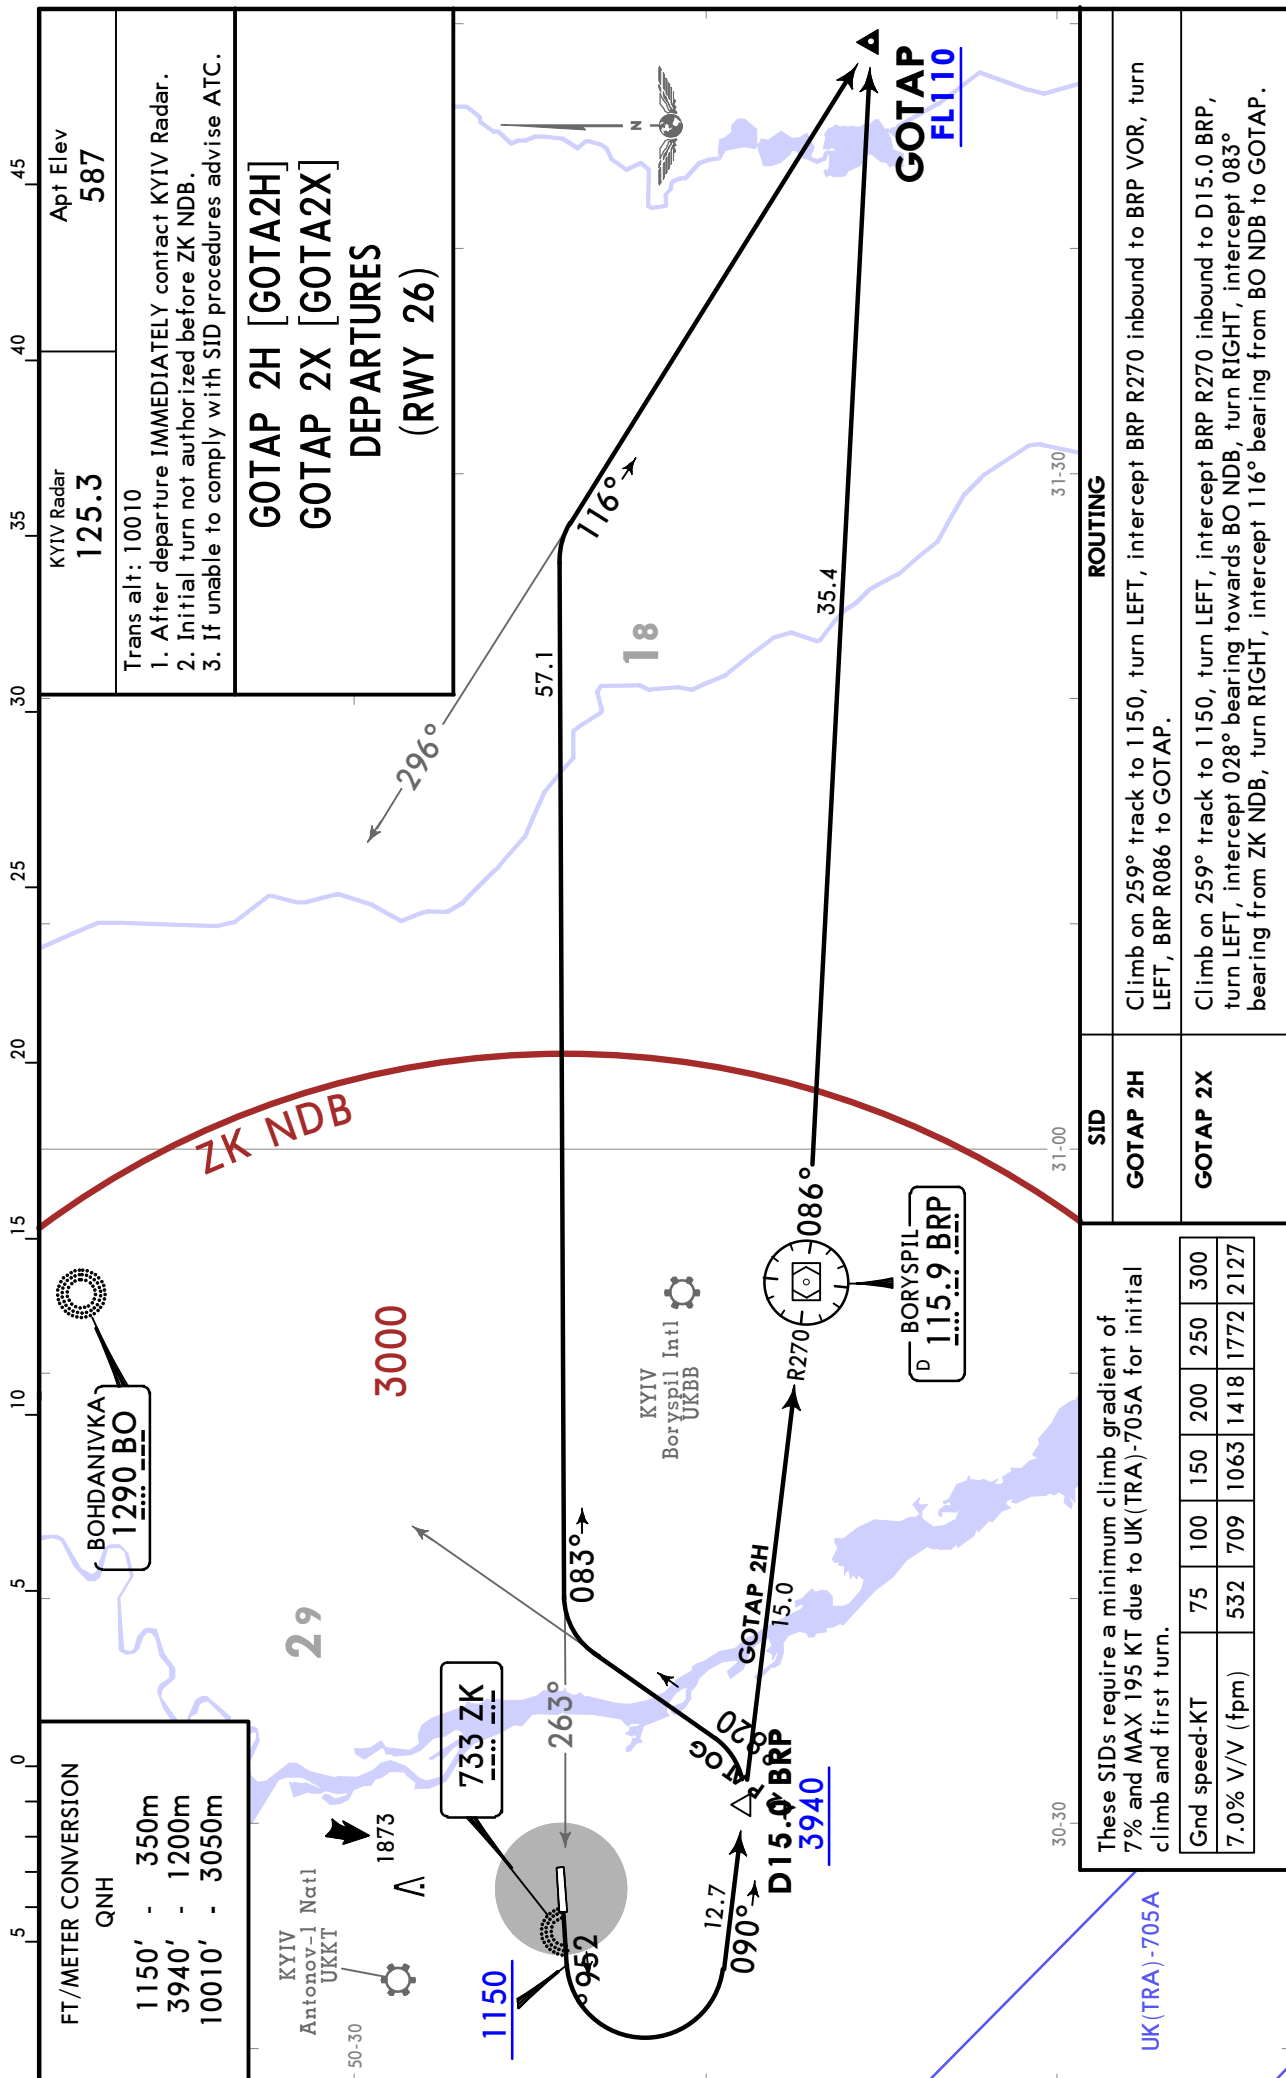 KYIV Radar
125.3
Apt Elev
587
Trans alt: 10010
1. After departure IMMEDIATELY contact KYIV Radar.
2. Initial turn not authorized before ZK NDB.
3. If unable to comply with SID procedures advise ATC.
GOTAP 2H [GOTA2H]
GOTAP 2X [GOTA2X]
DEPARTURES
(RWY 26)
FT/METER CONVERSION
QNH
1150' - 350m
3940' - 1200m
10010' - 3050m
5 0 5 10 15 20 25 30 35 40 45
BOHDANIVKA
1290 BO
ZK NDB
3000
29
18
KYIV
Antonov-1 Natl
UKKT
1873
50-30
733 ZK
263°
1150
259°
083°
57.1
296°
116°
N
KYIV
Boryspil Intl
UKBB
12.7
090°
D15.0 BRP
3940
028°
GOTAP 2H
15.0
R270
086°
35.4
D
BORYSPIL
115.9 BRP
GOTAP
FL110
30-30
31-00
31-30
UK(TRA)-705A
These SIDs require a minimum climb gradient of
7% and MAX 195 KT due to UK(TRA)-705A for initial
climb and first turn.
Gnd speed-KT 75 100 150 200 250 300
7.0% V/V (fpm) 532 709 1063 1418 1772 2127
SID ROUTING
GOTAP 2H
Climb on 259° track to 1150, turn LEFT, intercept BRP R270 inbound to BRP VOR, turn
LEFT, BRP R086 to GOTAP.
GOTAP 2X
Climb on 259° track to 1150, turn LEFT, intercept BRP R270 inbound to D15.0 BRP,
turn LEFT, intercept 028° bearing towards BO NDB, turn RIGHT, intercept 083°
bearing from ZK NDB, turn RIGHT, intercept 116° bearing from BO NDB to GOTAP.